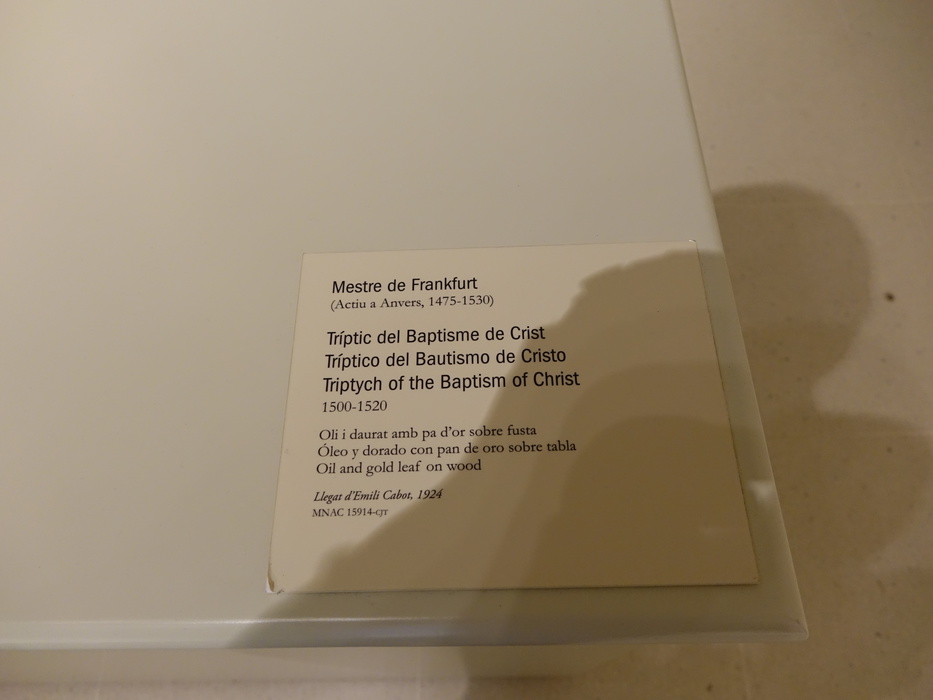 Mestre de Frankfurt
(Actiu a Anvers, 1475-1530)
Tríptic del Baptisme de Crist
Tríptico del Bautismo de Cristo
Triptych of the Baptism of Christ
1500-1520
Oli i daurat amb pa d'or sobre fusta
Óleo y dorado con pan de oro sobre tabla
Oil and gold leaf on wood
Llegat d'Emili Cabot, 1924
MNAC 15914-CJT